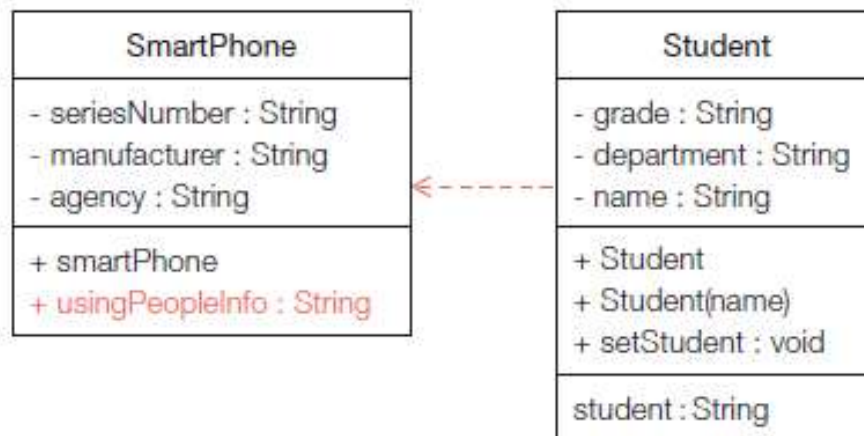 SmartPhone
- seriesNumber : String
- manufacturer : String
- agency : String
+ smartPhone
+ usingPeopleInfo : String
Student
- grade : String
- department : String
- name : String
+ Student
+ Student(name)
+ setStudent : void
student : String